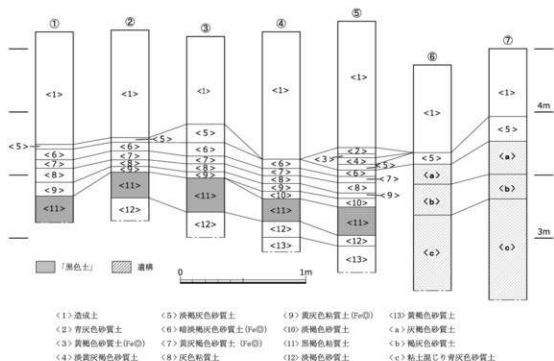 ① ② ③ ④ ⑤ ⑥ ⑦
<1> <1> <1> <1> <1> <1> <1>
4m
<5> <6> <7> <8> <9> <11>
<5> <6> <7> <8> <9> <11> <12>
<5> <6> <7> <8> <9> <11> <12>
<6> <7> <8> <9> <10> <11> <12> <13>
<2> <3> <4> <5> <6> <7> <8> <9> <10> <11> <12> <13>
<5> <a> <b> <c>
<5> <a> <b> <c>
3m
「黒色土」 遺構
0 1m
<1>造成土 <5>淡褐灰色砂質土 <9>黄灰色粘質土(Fe◎) <13>黄褐色砂質土
<2>青灰色砂質土 <6>暗淡褐灰色砂質土(Fe◎) <10>淡褐色砂質土 <a>灰褐色砂質土
<3>黄褐色砂質土(Fe◎) <7>黄灰褐色砂質土(Fe◎) <11>黒褐色粘質土 <b>褐灰色砂質土
<4>淡黄灰褐色砂質土 <8>灰色粘質土 <12>淡褐色砂質土 <c>粘土混じり青灰色砂質土